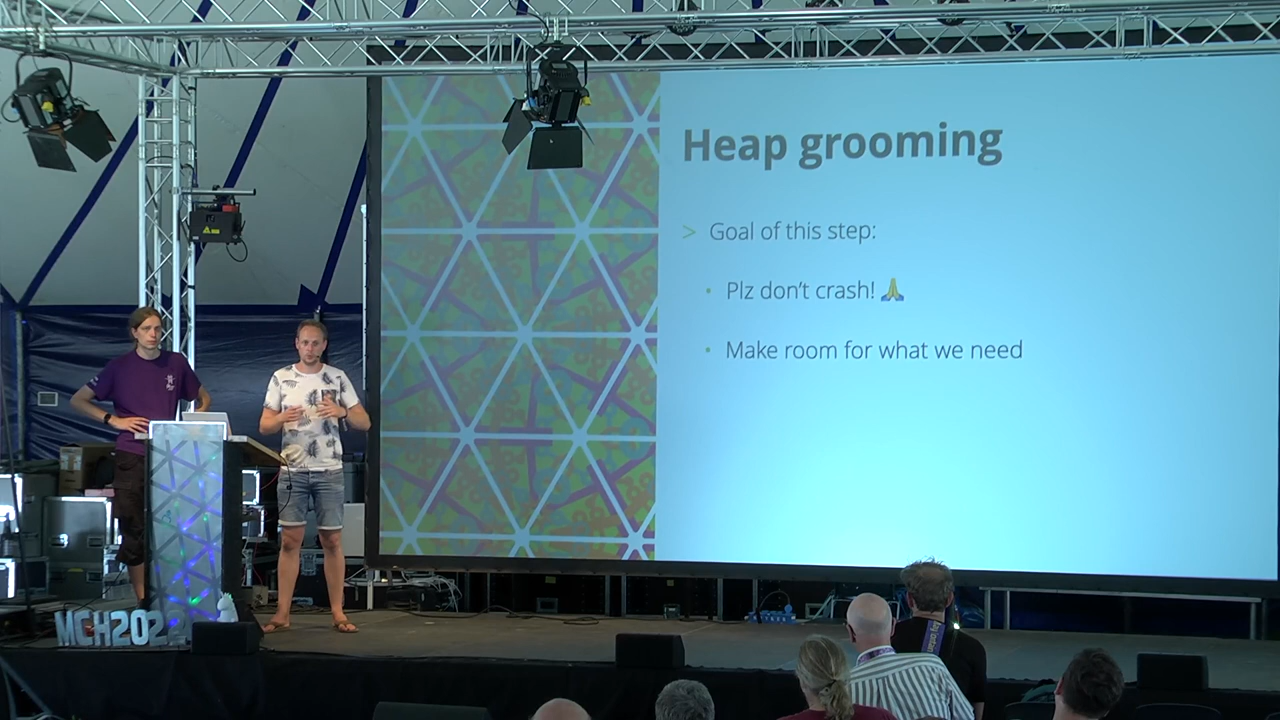 Heap grooming
> Goal of this step:
• Plz don't crash! 🙏
• Make room for what we need
MCH202